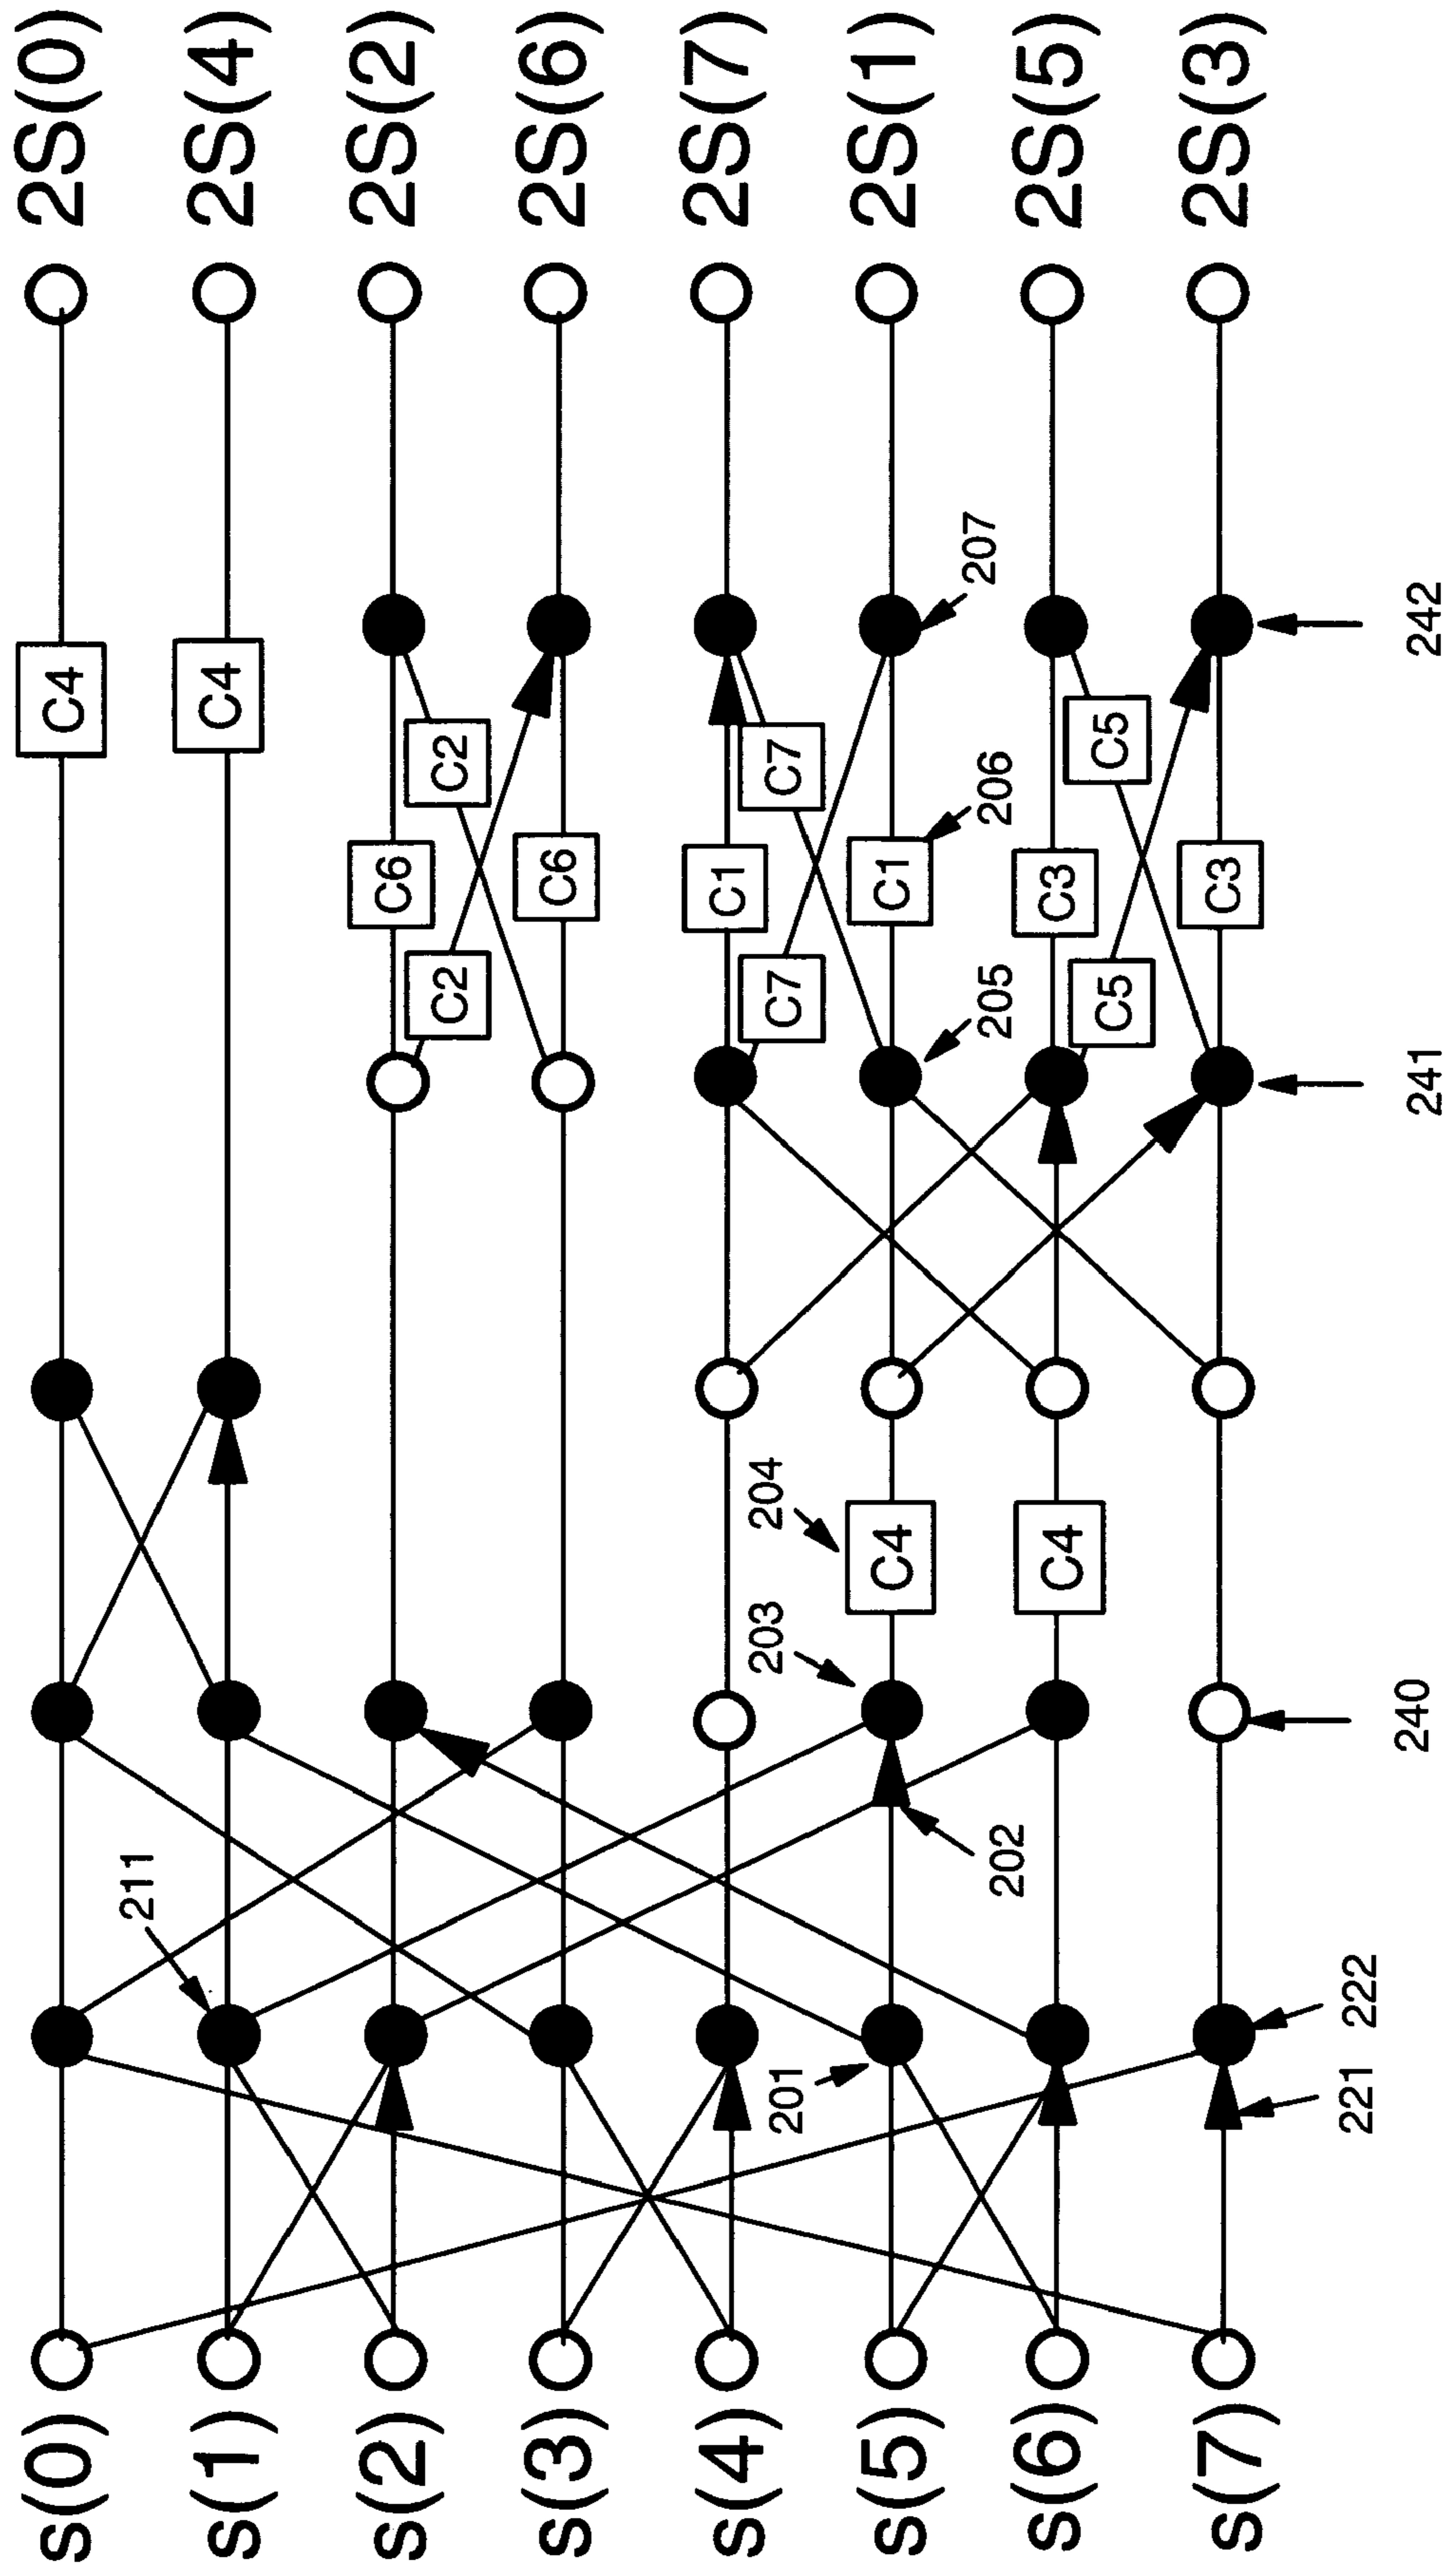 s(0)
s(1)
s(2)
s(3)
s(4)
s(5)
s(6)
s(7)
211
201
221
222
202
240
203
204
C4
C4
241
205
C2
C7
C5
C6
C6
C1
C1
206
C3
C3
C2
C7
C5
C4
C4
207
242
2S(0)
2S(4)
2S(2)
2S(6)
2S(7)
2S(1)
2S(5)
2S(3)